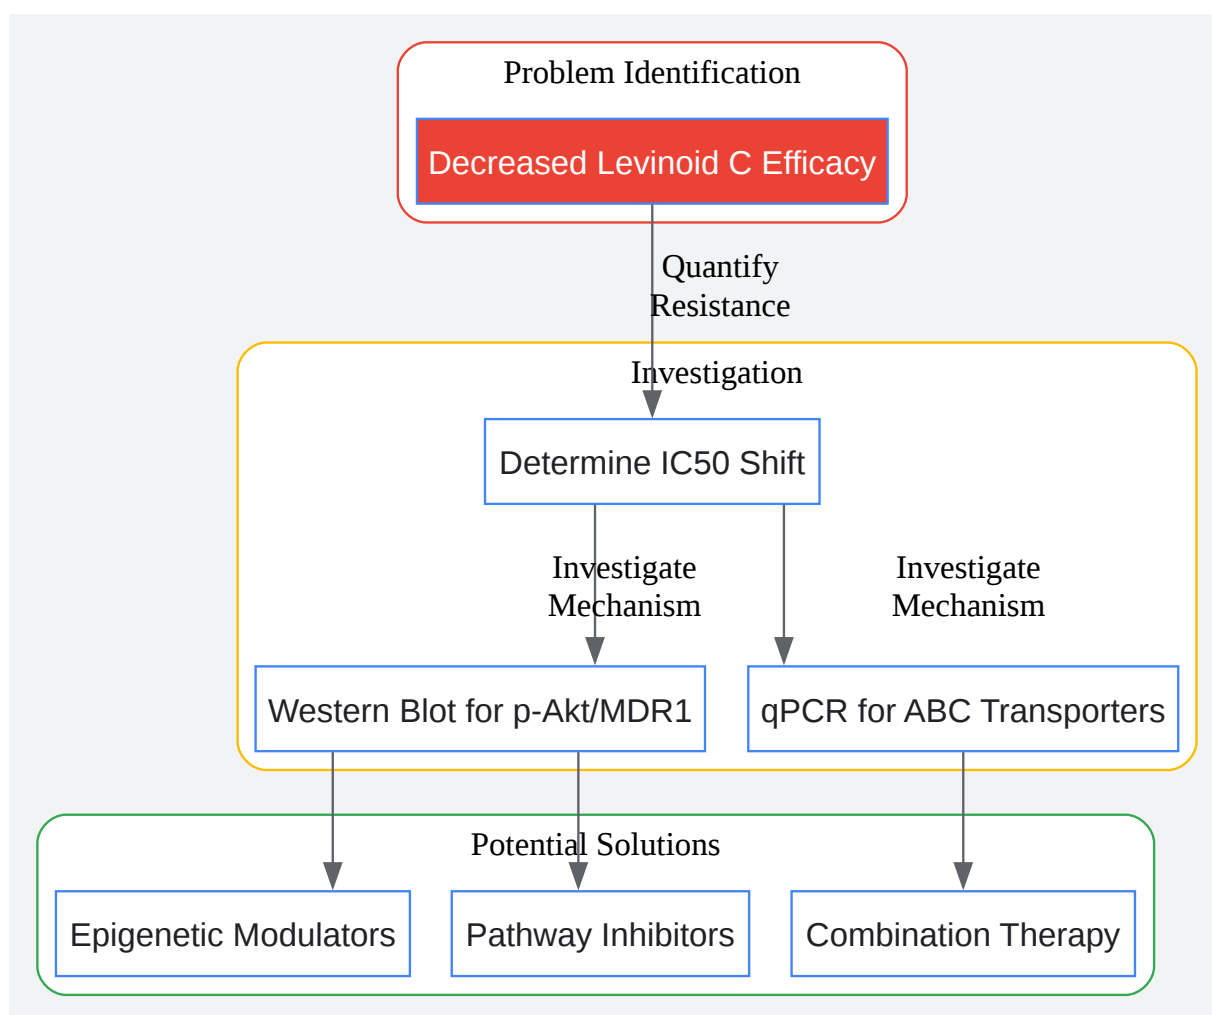 Problem Identification
Decreased Levinoid C Efficacy
Quantify
Resistance
Investigation
Determine IC50 Shift
Investigate
Mechanism
Investigate
Mechanism
Western Blot for p-Akt/MDR1
qPCR for ABC Transporters
Potential Solutions
Epigenetic Modulators
Pathway Inhibitors
Combination Therapy